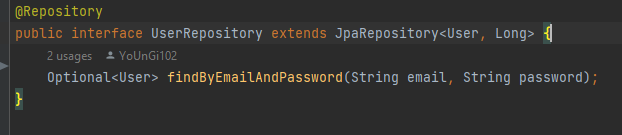 @Repository
public interface UserRepository extends JpaRepository<User, Long> {
2 usages YoUnGi102
Optional<User> findByEmailAndPassword(String email, String password);
}